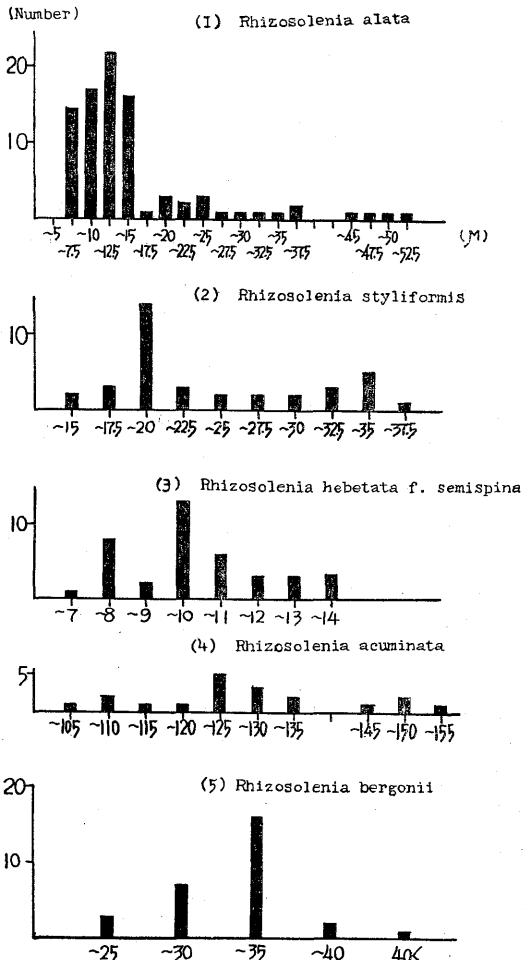 (Number)
(I) Rhizosolenia alata
20
10
~5 ~10 ~15 ~20 ~25 ~30 ~35 ~45 ~50 (M)
~7.5 ~12.5 ~17.5 ~22.5 ~27.5 ~32.5 ~37.5 ~47.5 ~52.5
(2) Rhizosolenia styliformis
10
~15 ~17.5 ~20 ~22.5 ~25 ~27.5 ~30 ~32.5 ~35 ~37.5
(3) Rhizosolenia hebetata f. semispina
10
~7 ~8 ~9 ~10 ~11 ~12 ~13 ~14
(4) Rhizosolenia acuminata
5
~105 ~110 ~115 ~120 ~125 ~130 ~135 ~145 ~150 ~155
(5) Rhizosolenia bergonii
20
10
~25 ~30 ~35 ~40 40<